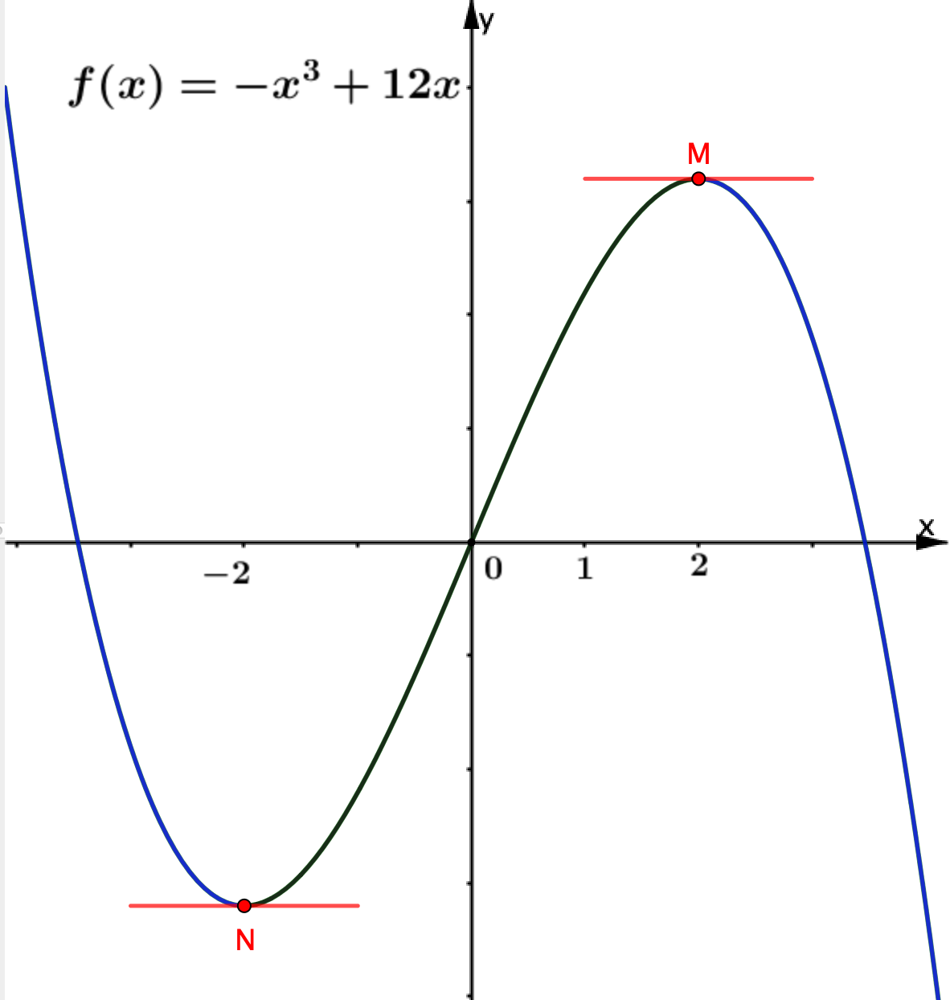 y
f(x) = −x³ + 12x
M
x
−2 0 1 2
N